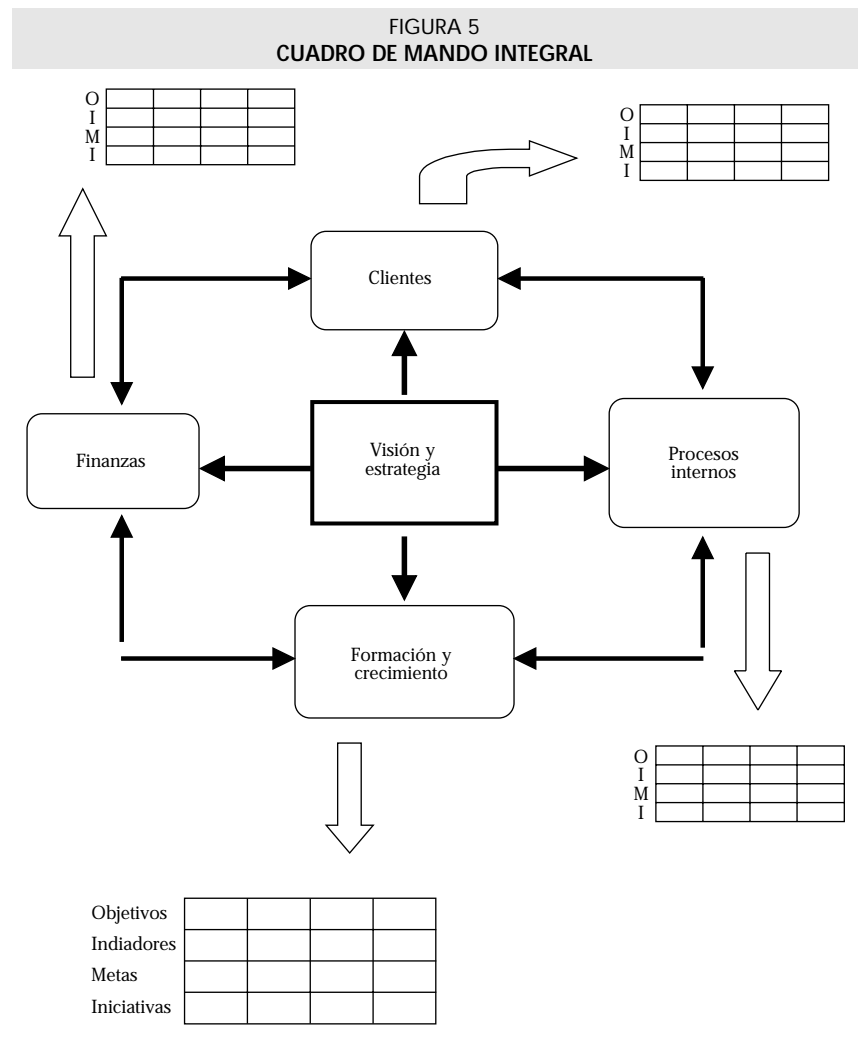 FIGURA 5
CUADRO DE MANDO INTEGRAL
O
I
M
I
O
I
M
I
Clientes
Finanzas
Visión y
estrategia
Procesos
internos
Formación y
crecimiento
O
I
M
I
Objetivos
Indiadores
Metas
Iniciativas